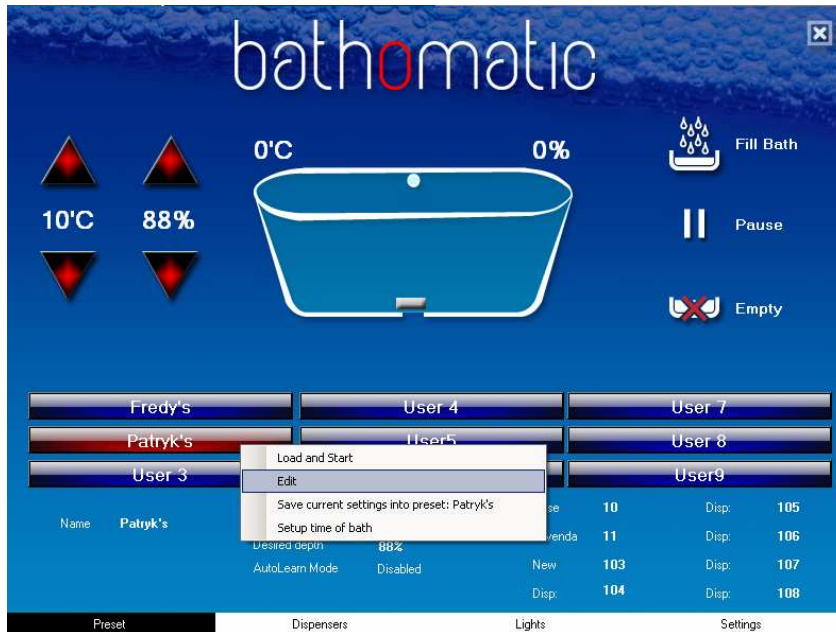 bathomatic
0'C 0%
Fill Bath
10'C 88%
Pause
Empty
Fredy's User 4 User 7
Patryk's User5 User 8
User 3 User9
Load and Start
Edit
Save current settings into preset: Patryk's
Setup time of bath
Name Patryk's
Desired depth 88%
AutoLearn Mode Disabled
10 Disp: 105
11 Disp: 106
New 103 Disp: 107
Disp: 104 Disp: 108
Preset Dispensers Lights Settings